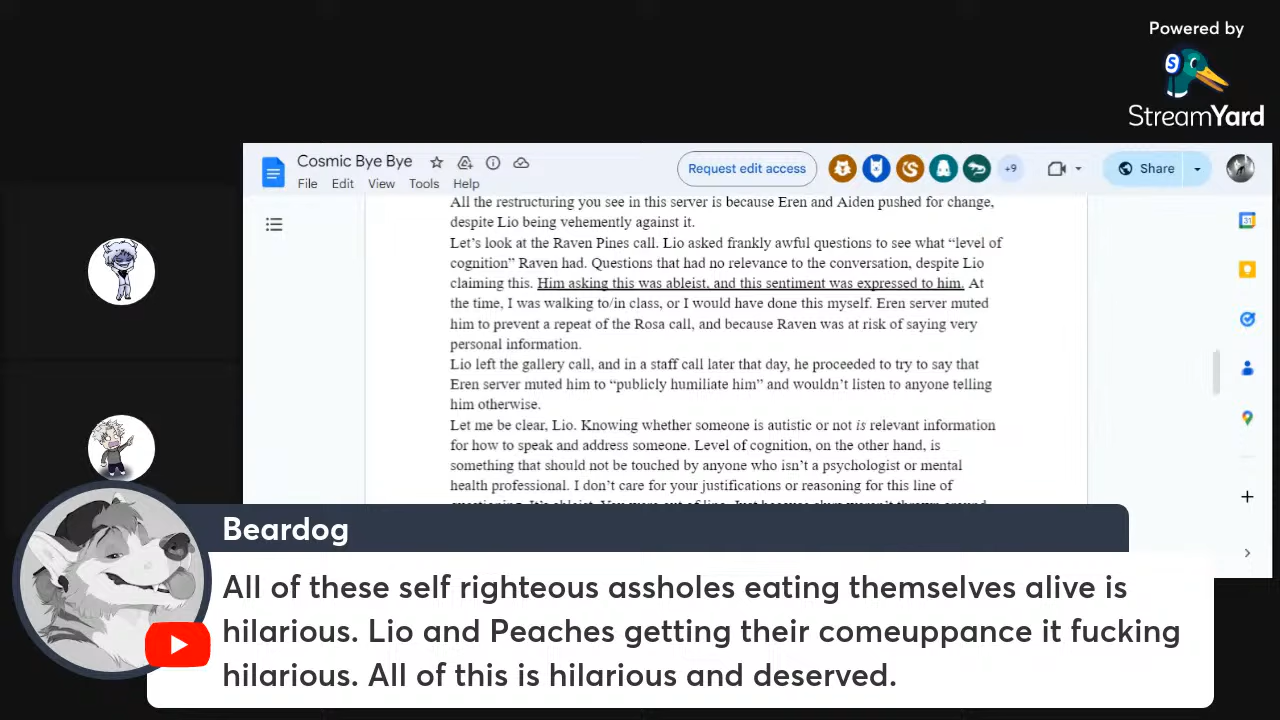 Powered by
S
StreamYard
Cosmic Bye Bye
File Edit View Tools Help
Request edit access
+9
Share
31
All the restructuring you see in this server is because Eren and Aiden pushed for change,
despite Lio being vehemently against it.
Let's look at the Raven Pines call. Lio asked frankly awful questions to see what “level of
cognition” Raven had. Questions that had no relevance to the conversation, despite Lio
claiming this. Him asking this was ableist, and this sentiment was expressed to him. At
the time, I was walking to/in class, or I would have done this myself. Eren server muted
him to prevent a repeat of the Rosa call, and because Raven was at risk of saying very
personal information.
Lio left the gallery call, and in a staff call later that day, he proceeded to try to say that
Eren server muted him to “publicly humiliate him” and wouldn't listen to anyone telling
him otherwise.
Let me be clear, Lio. Knowing whether someone is autistic or not is relevant information
for how to speak and address someone. Level of cognition, on the other hand, is
something that should not be touched by anyone who isn't a psychologist or mental
health professional. I don't care for your justifications or reasoning for this line of
Beardog
All of these self righteous assholes eating themselves alive is
hilarious. Lio and Peaches getting their comeuppance it fucking
hilarious. All of this is hilarious and deserved.